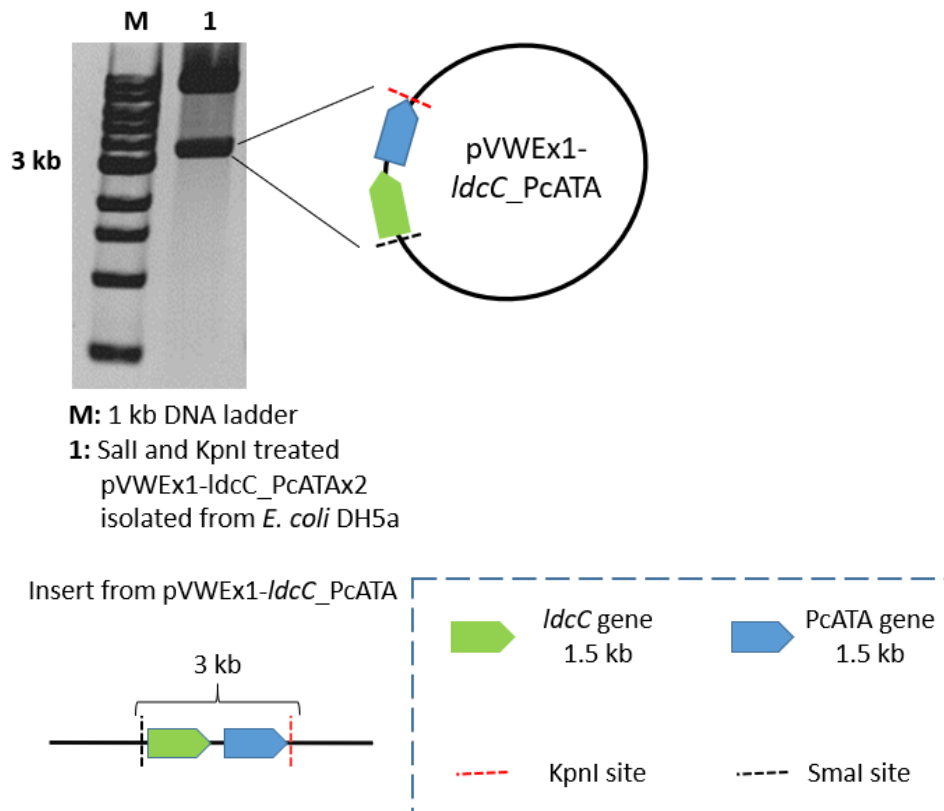 M 1
3 kb
pVWEx1-
ldcC_PcATA
M: 1 kb DNA ladder
1: SalI and KpnI treated
pVWEx1-ldcC_PcATAx2
isolated from E. coli DH5a
Insert from pVWEx1-ldcC_PcATA
3 kb
ldcC gene
1.5 kb
PcATA gene
1.5 kb
KpnI site
SmaI site